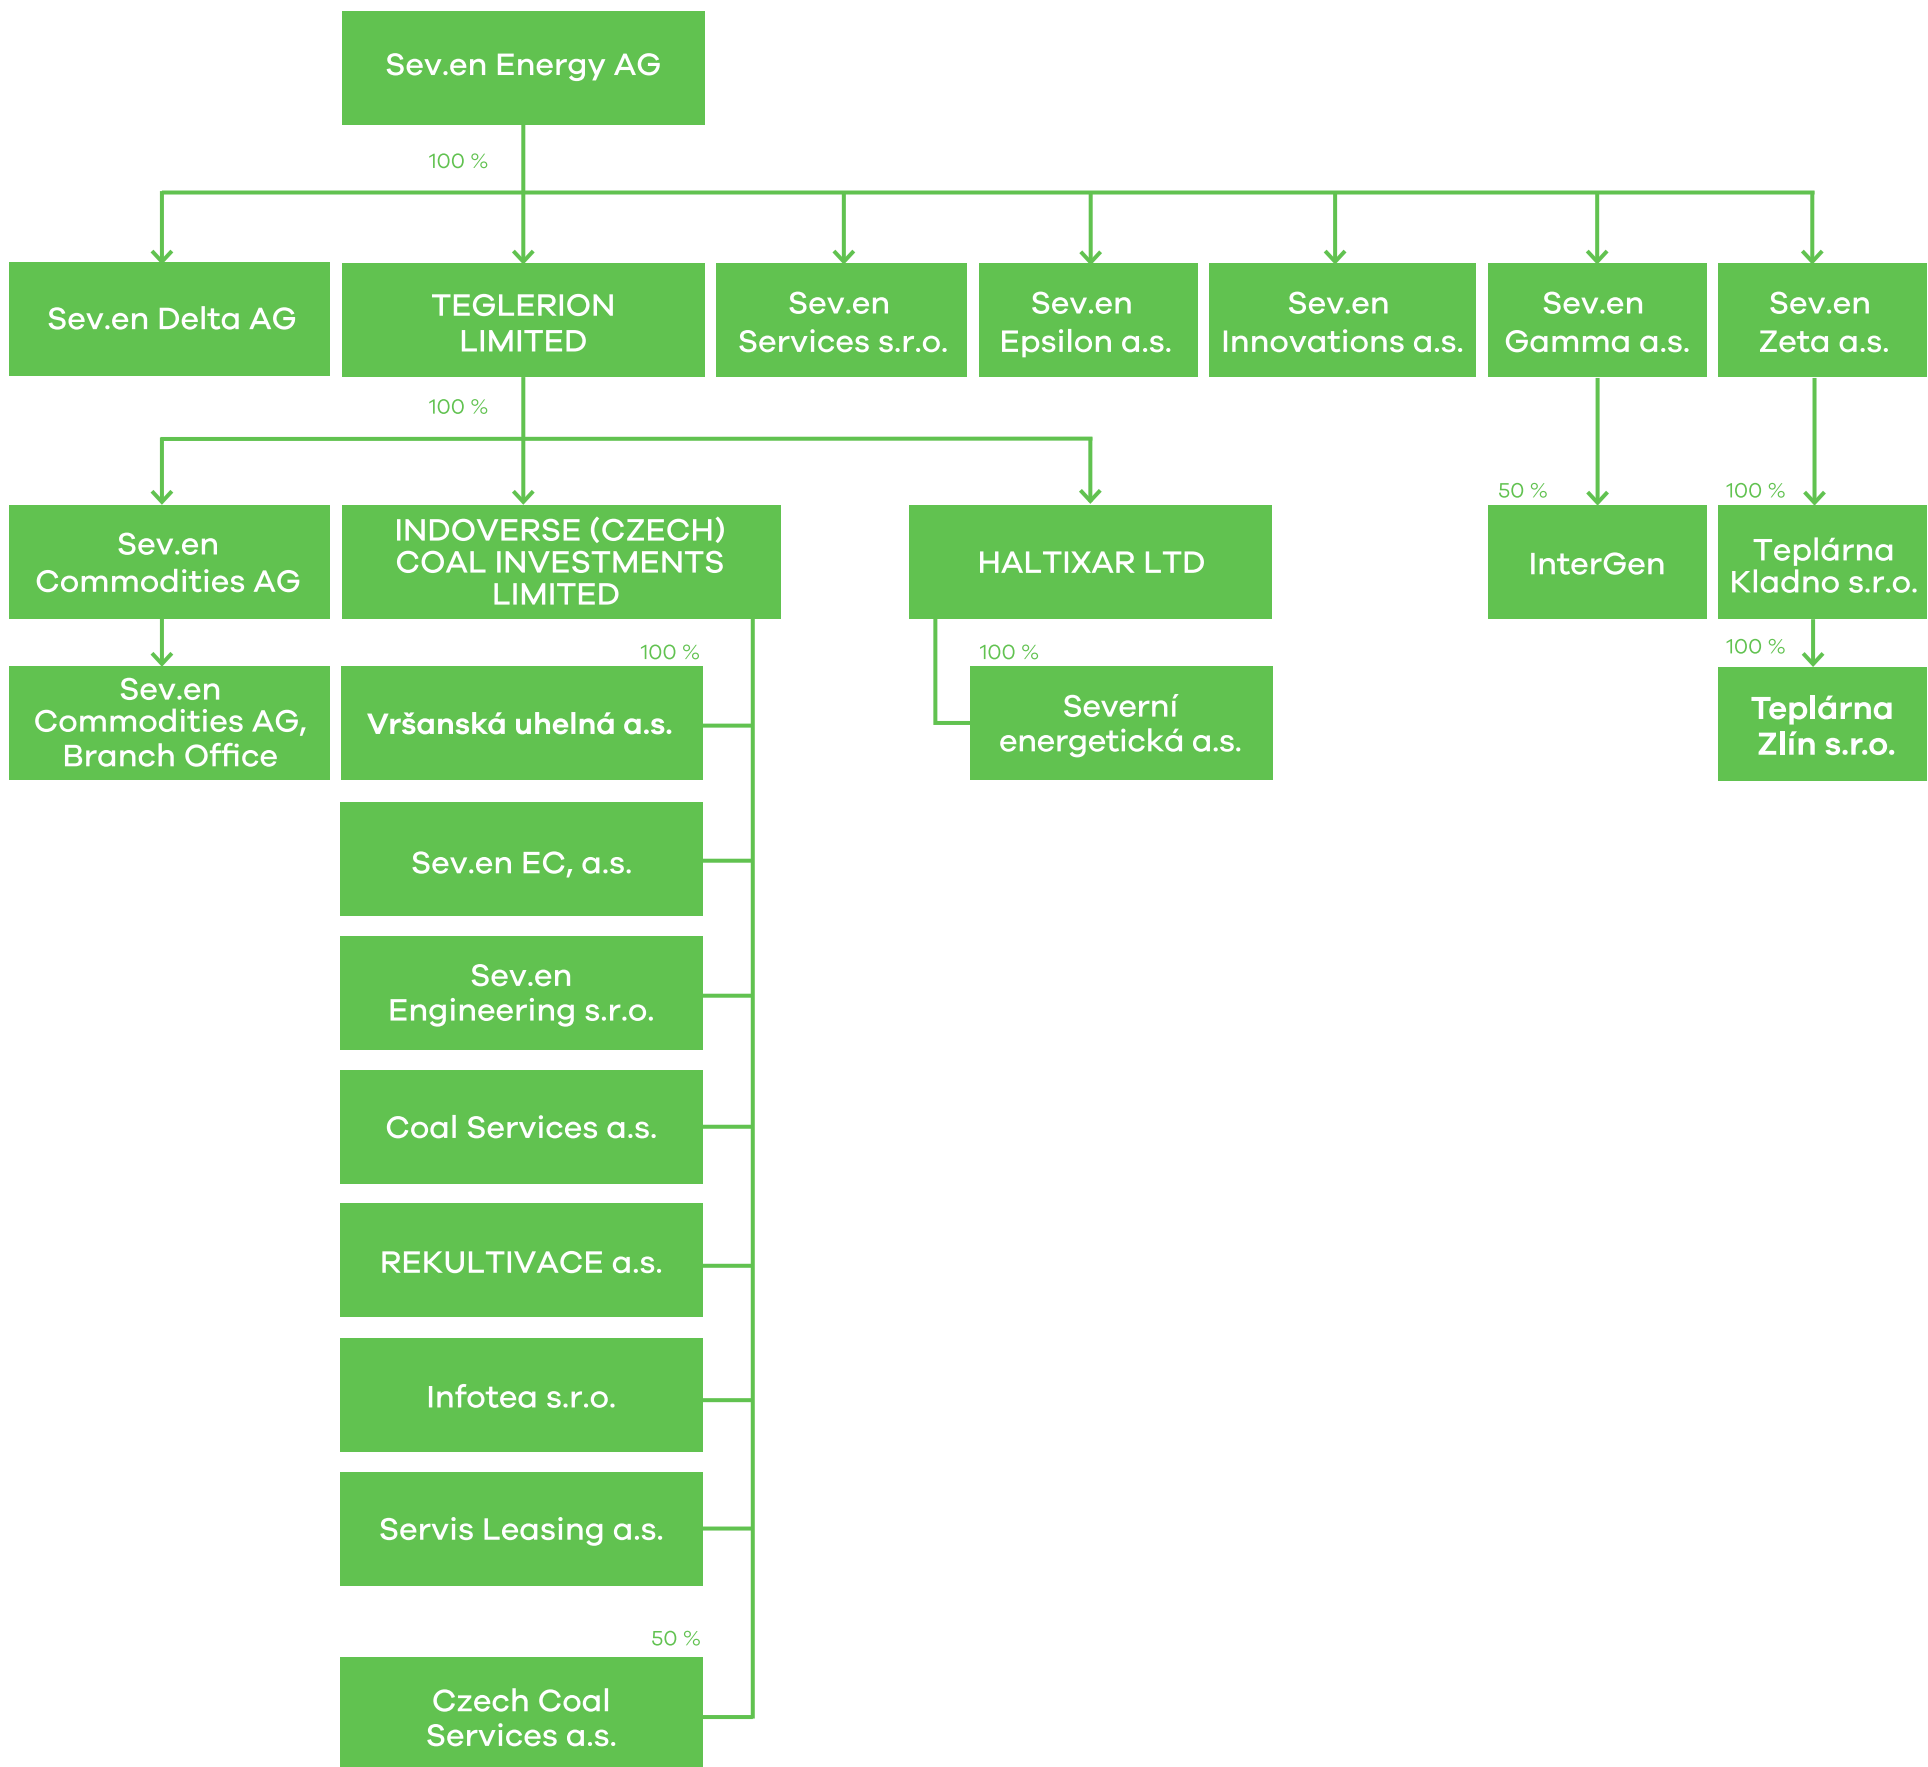 Sev.en Energy AG
100 %
Sev.en Delta AG
TEGLERION
LIMITED
Sev.en
Services s.r.o.
Sev.en
Epsilon a.s.
Sev.en
Innovations a.s.
Sev.en
Gamma a.s.
Sev.en
Zeta a.s.
100 %
50 %
100 %
Sev.en
Commodities AG
INDOVERSE (CZECH)
COAL INVESTMENTS
LIMITED
HALTIXAR LTD
InterGen
Teplárna
Kladno s.r.o.
100 %
100 %
100 %
Sev.en
Commodities AG,
Branch Office
Vršanská uhelná a.s.
Severní
energetická a.s.
Teplárna
Zlín s.r.o.
Sev.en EC, a.s.
Sev.en
Engineering s.r.o.
Coal Services a.s.
REKULTIVACE a.s.
Infotea s.r.o.
Servis Leasing a.s.
50 %
Czech Coal
Services a.s.